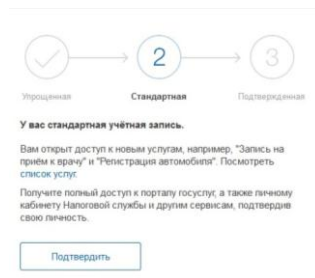 2
3
Упрощенная
Стандартная
Подтвержденная
У вас стандартная учётная запись.
Вам открыт доступ к новым услугам, например, "Запись на
приём к врачу" и "Регистрация автомобиля". Посмотреть
список услуг.
Получите полный доступ к порталу госуслуг, а также личному
кабинету Налоговой службы и другим сервисам, подтвердив
свою личность.
Подтвердить